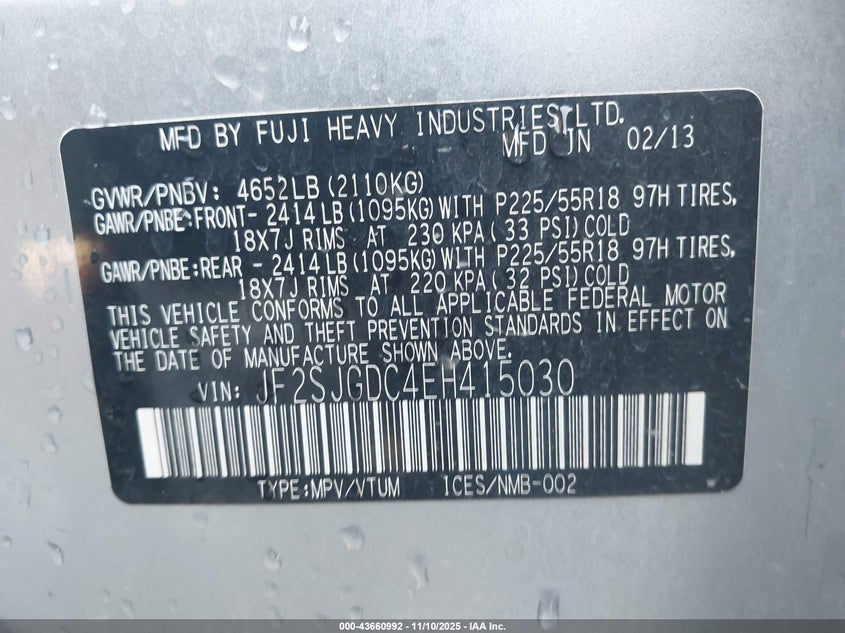 MFD BY FUJI HEAVY INDUSTRIES LTD.
MFD IN 02/13
GVWR/PNBV: 4652LB (2110KG)
GAWR/PNBE:FRONT- 2414LB (1095KG) WITH P225/55R18 97H TIRES,
18X7J RIMS AT 230 KPA ( 33 PSI) COLD
GAWR/PNBE:REAR - 2414LB (1095KG) WITH P225/55R18 97H TIRES,
18X7J RIMS AT 220 KPA ( 32 PSI) COLD
THIS VEHICLE CONFORMS TO ALL APPLICABLE FEDERAL MOTOR
VEHICLE SAFETY AND THEFT PREVENTION STANDARDS IN EFFECT ON
THE DATE OF MANUFACTURE SHOWN ABOVE.
VIN: JF2SJGDC4EH415030
TYPE:MPV/VTUM ICES/NMB-002
000-43660992 - 11/10/2025 - IAA Inc.